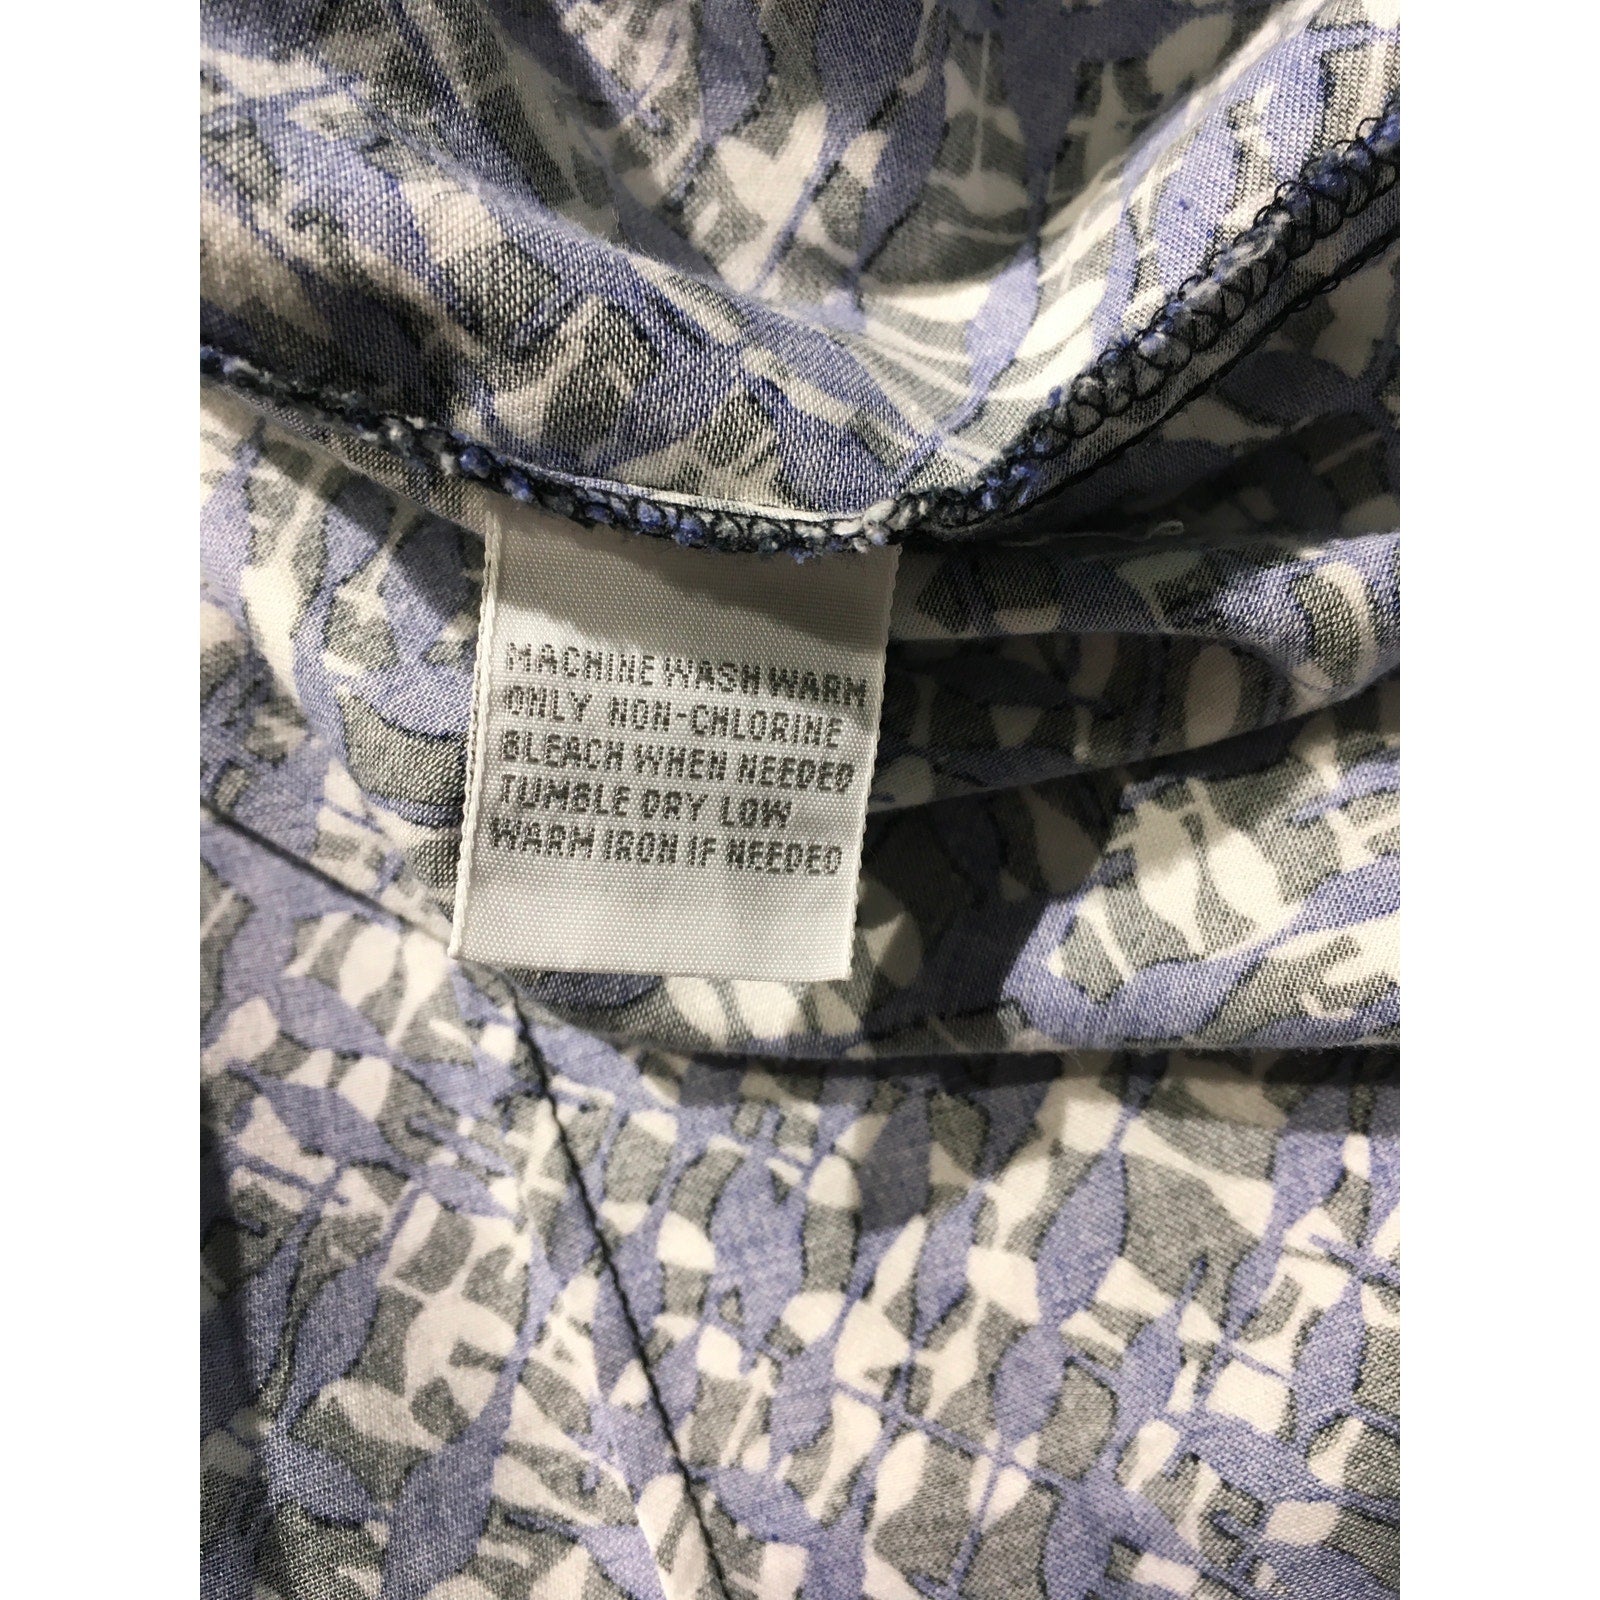 MACHINE WASH WARM
ONLY NON-CHLORINE
BLEACH WHEN NEEDED
TUMBLE DRY LOW
WARM IRON IF NEEDED